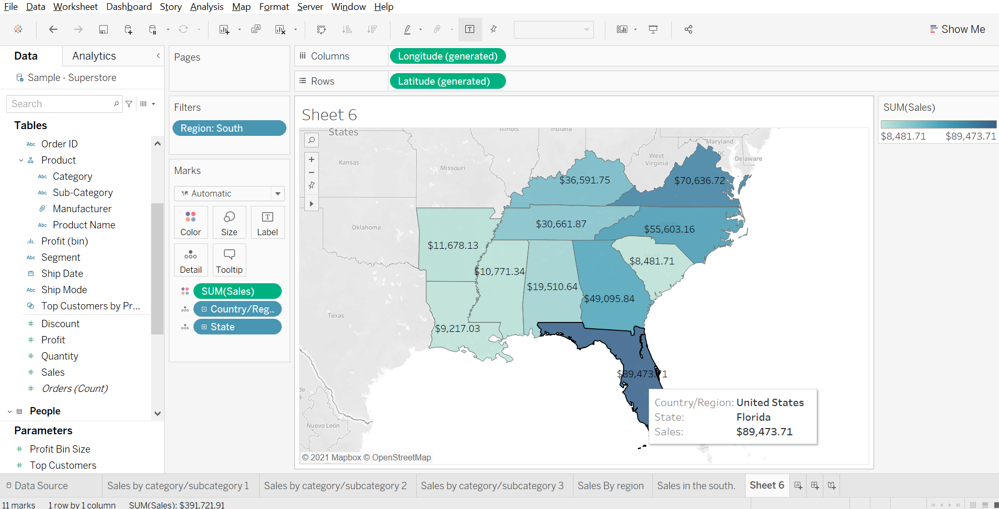 File Data Worksheet Dashboard Story Analysis Map Format Server Window Help
Show Me
Data Analytics
Sample - Superstore
Search
Tables
Abc Order ID
Product
Abc Category
Abc Sub-Category
Manufacturer
Abc Product Name
Profit (bin)
Abc Segment
Ship Date
Abc Ship Mode
Top Customers by Pr...
# Discount
# Profit
# Quantity
# Sales
# Orders (Count)
People
Parameters
# Profit Bin Size
# Top Customers
Pages
Filters
Region: South
Marks
Automatic
Color Size Label
Detail Tooltip
SUM(Sales)
Country/Reg..
State
Columns Longitude (generated)
Rows Latitude (generated)
Sheet 6
States
Illinois
Indiana
Maryland
DC
Delaware
West
Virginia
Kansas
Missouri
Oklahoma
Texas
Nuevo León
$36,591.75
$70,636.72
$30,661.87
$55,603.16
$11,678.13
$8,481.71
$10,771.34
$19,510.64
$49,095.84
$9,217.03
$89,473.71
Country/Region: United States
State: Florida
Sales: $89,473.71
© 2021 Mapbox © OpenStreetMap
SUM(Sales)
$8,481.71 $89,473.71
Data Source Sales by category/subcategory 1 Sales by category/subcategory 2 Sales by category/subcategory 3 Sales By region Sales in the south. Sheet 6
11 marks 1 row by 1 column SUM(Sales): $391,721.91